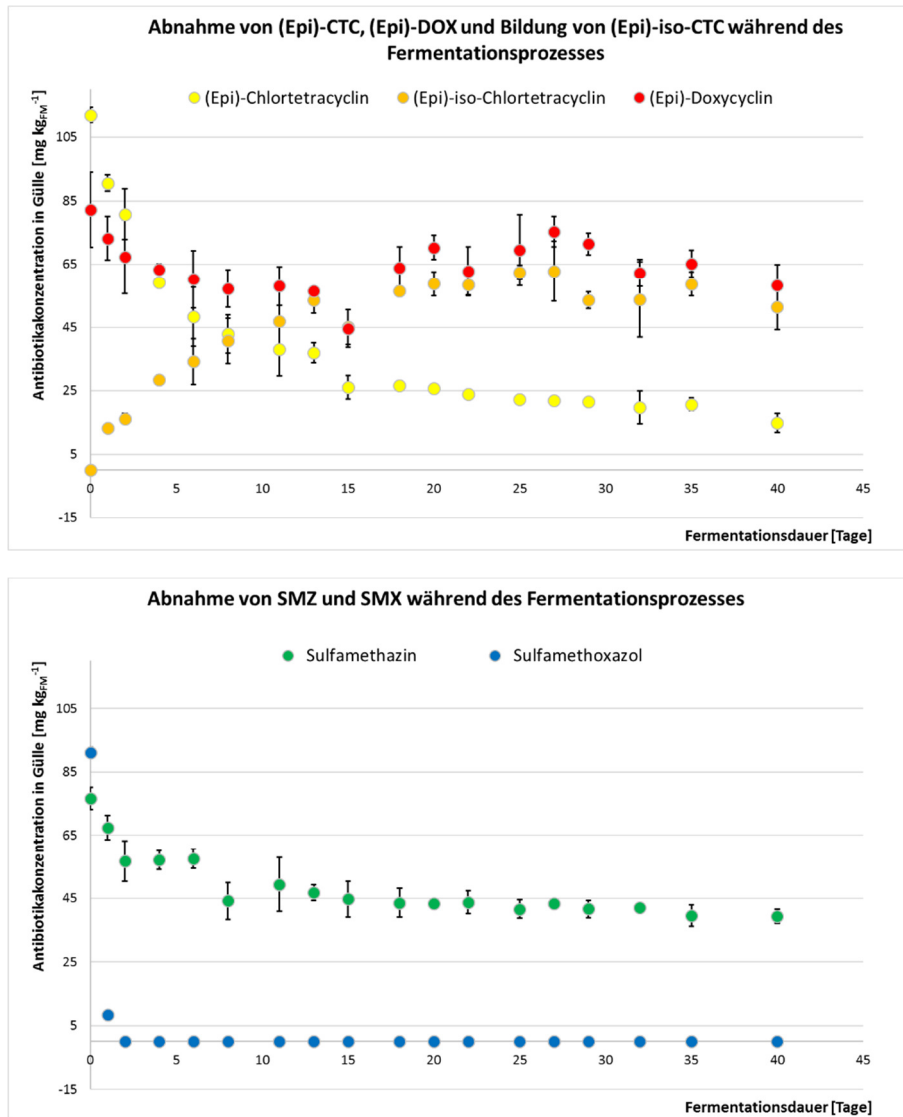 Abnahme von (Epi)-CTC, (Epi)-DOX und Bildung von (Epi)-iso-CTC während des
Fermentationsprozesses
(Epi)-Chlortetracyclin (Epi)-iso-Chlortetracyclin (Epi)-Doxycyclin
Antibiotikakonzentration in Gülle [mg kg_FM^-1]
105
85
65
45
25
5
-15
0 5 10 15 20 25 30 35 40 45
Fermentationsdauer [Tage]
Abnahme von SMZ und SMX während des Fermentationsprozesses
Sulfamethazin Sulfamethoxazol
Antibiotikakonzentration in Gülle [mg kg_FM^-1]
105
85
65
45
25
5
-15
0 5 10 15 20 25 30 35 40 45
Fermentationsdauer [Tage]